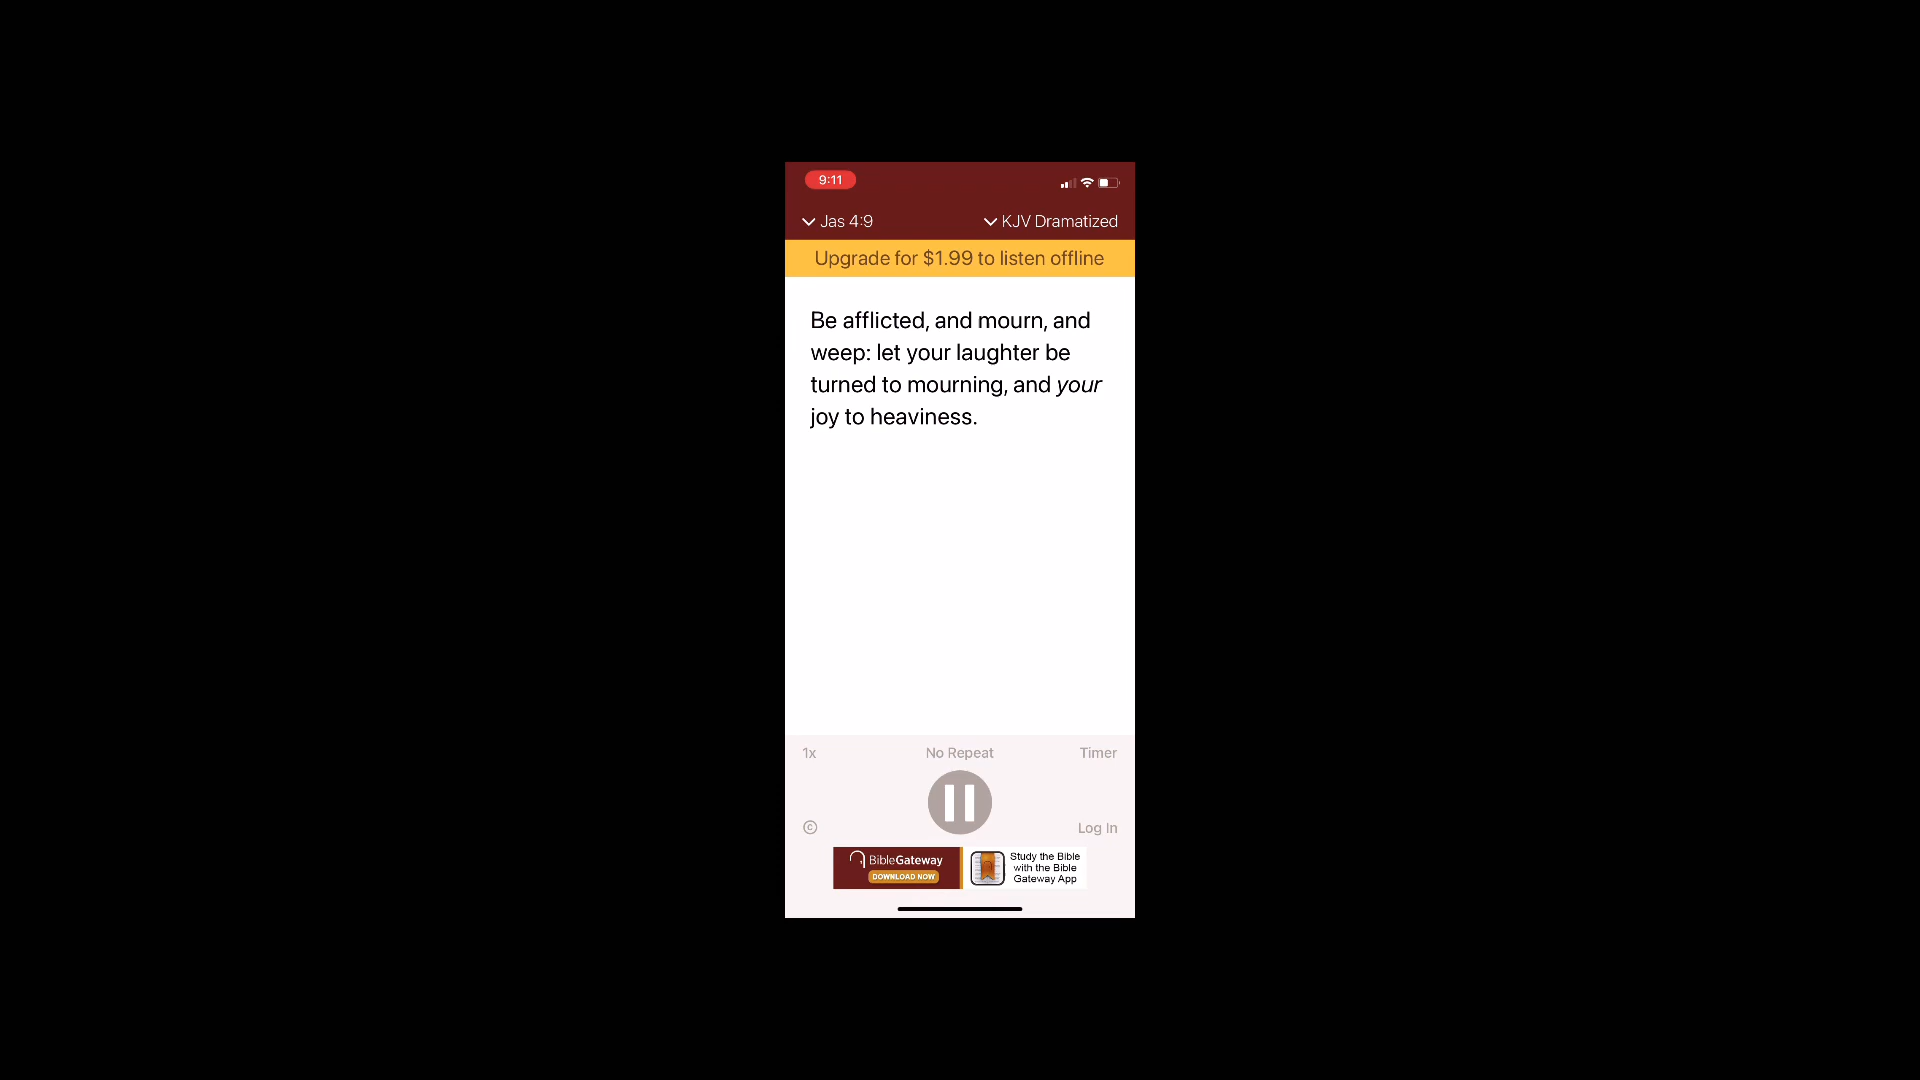 9:11
Jas 4:9
KJV Dramatized
Upgrade for $1.99 to listen offline
Be afflicted, and mourn, and
weep: let your laughter be
turned to mourning, and your
joy to heaviness.
1x
No Repeat
Timer
©
Log In
BibleGateway
DOWNLOAD NOW
Study the Bible
with the Bible
Gateway App